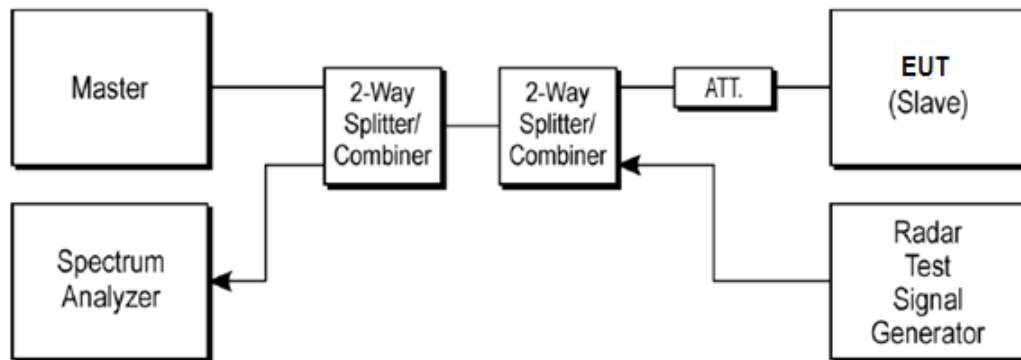 Master
2-Way
Splitter/
Combiner
2-Way
Splitter/
Combiner
ATT.
EUT
(Slave)
Spectrum
Analyzer
Radar
Test
Signal
Generator